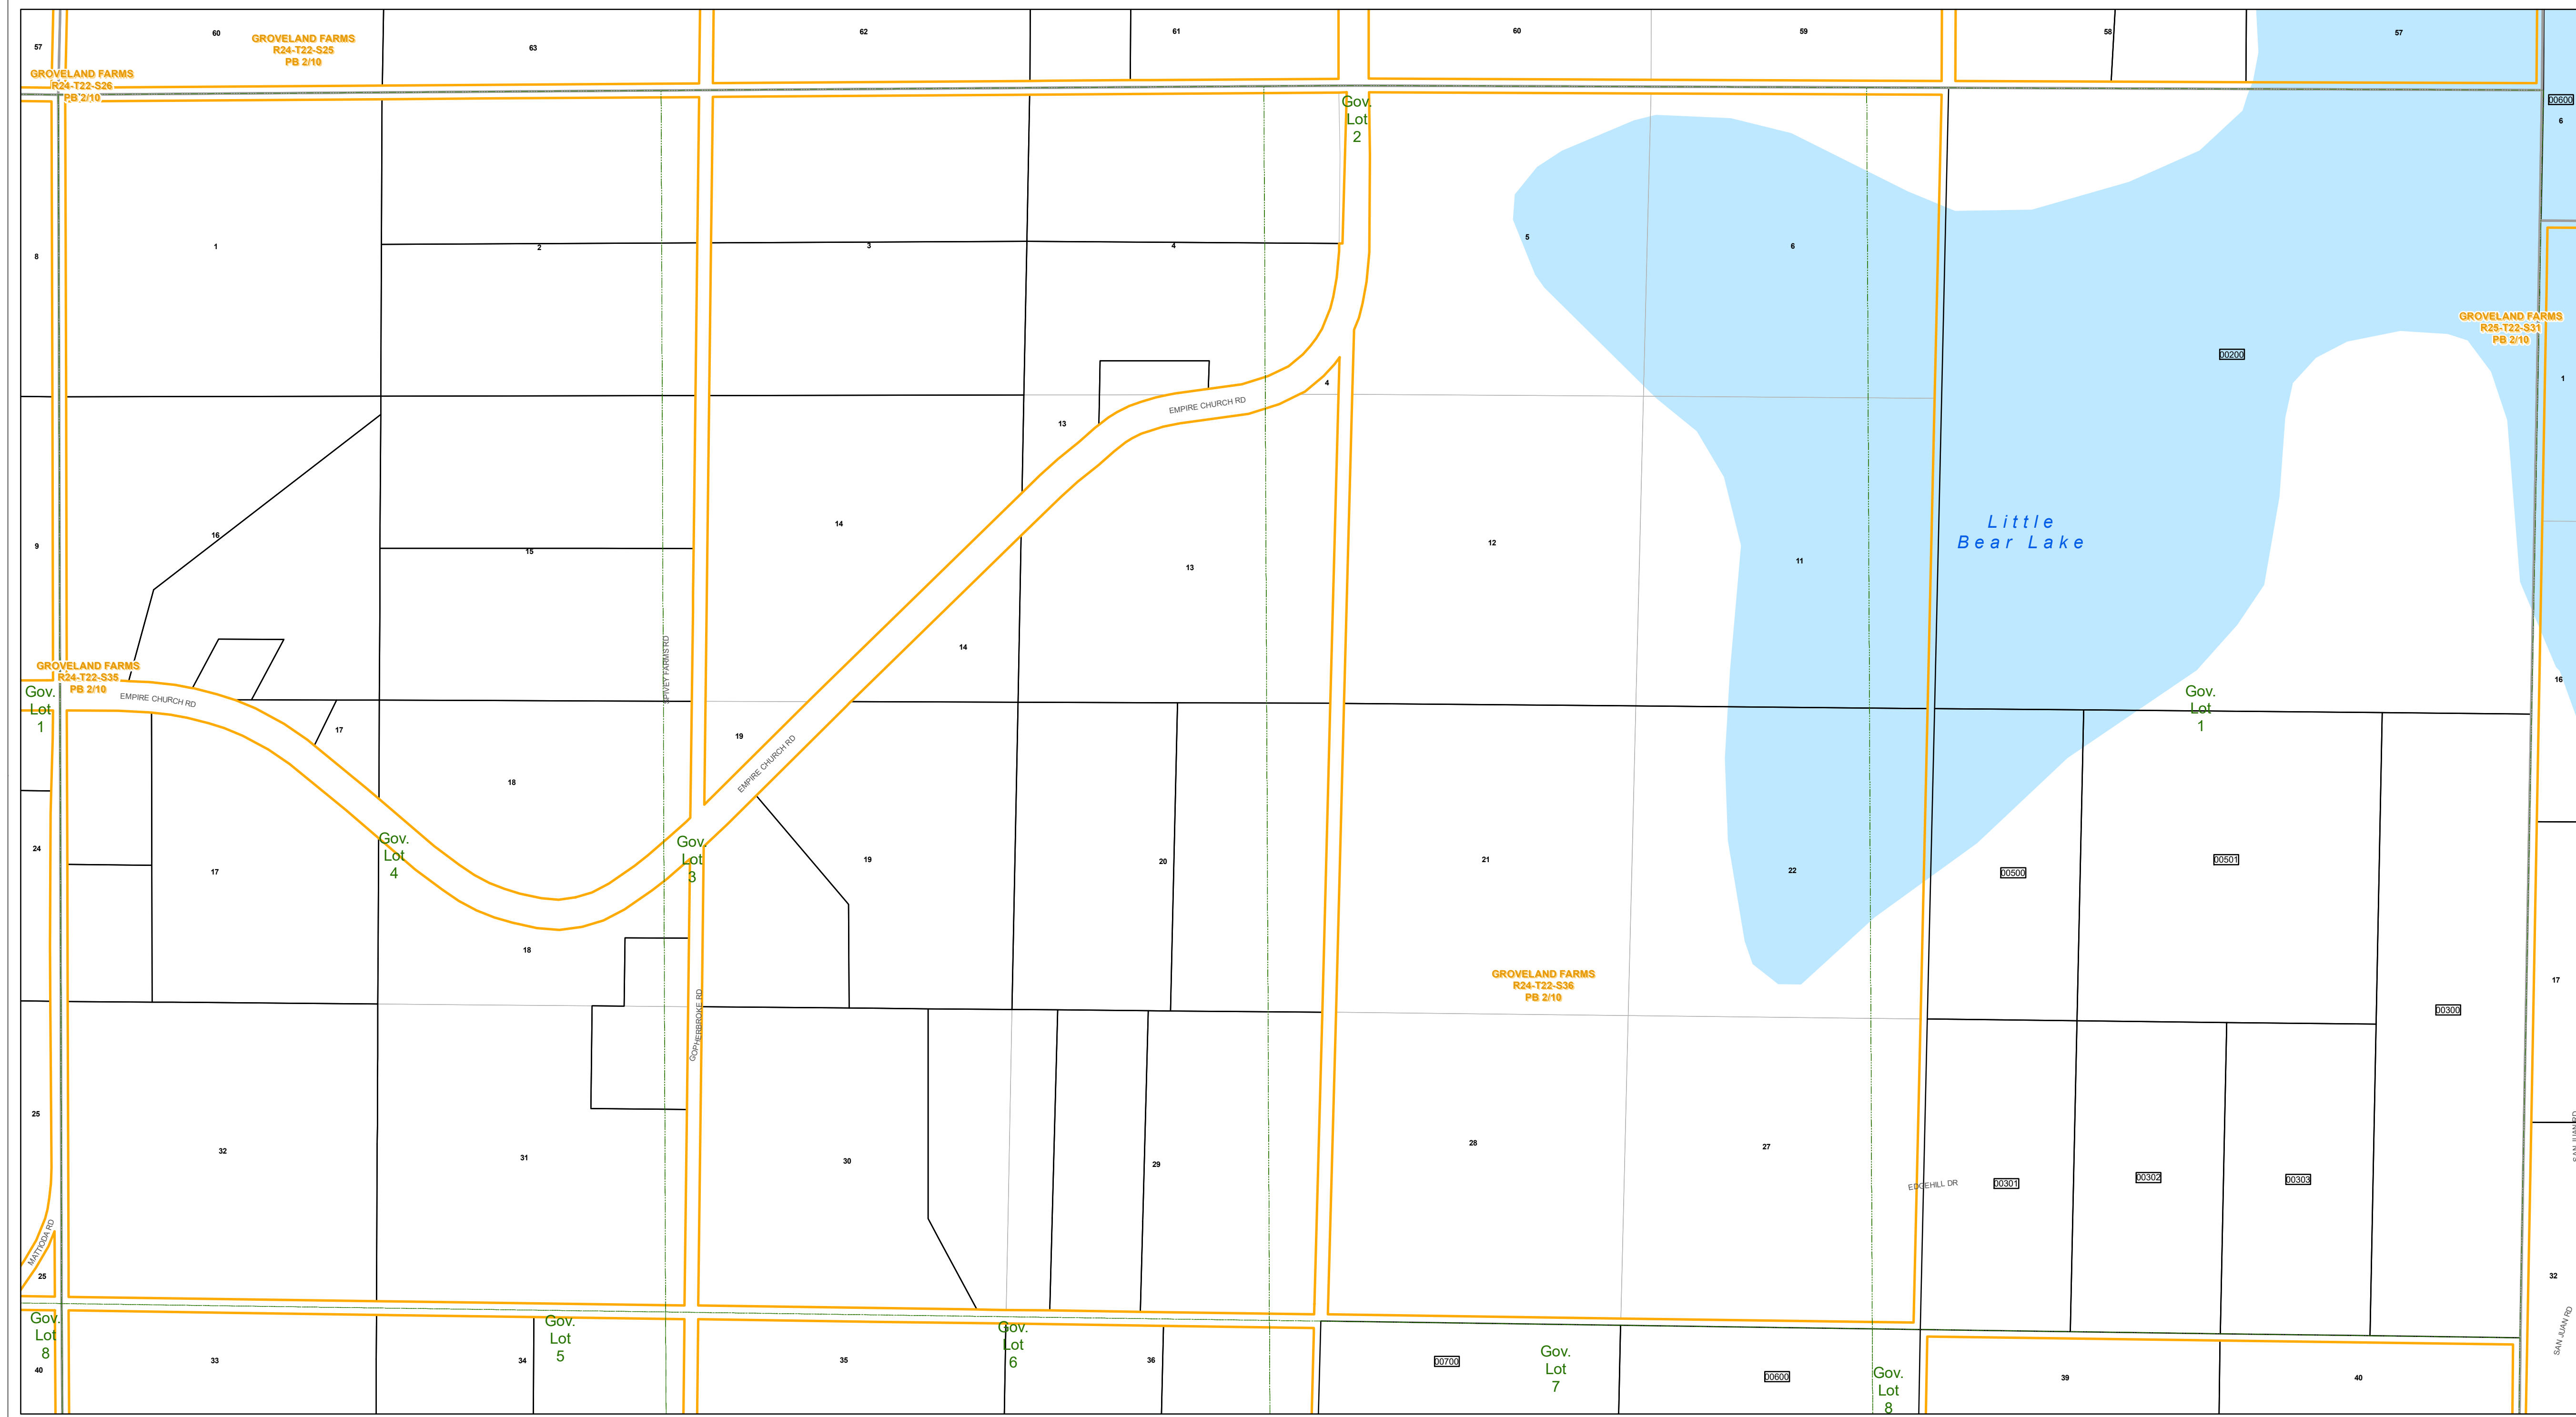 60
GROVELAND FARMS
R24-T22-S25
PB 2/10
63
62
61
60
59
58
57
57
GROVELAND FARMS
R24-T22-S26
PB 2/10
00600
6
Gov.
Lot
2
8
1
2
3
4
5
6
GROVELAND FARMS
R25-T22-S31
PB 2/10
00200
1
4
EMPIRE CHURCH RD
13
Little
Bear Lake
9
16
15
14
13
12
11
14
SPIVEY FARMS RD
GROVELAND FARMS
R24-T22-S35
PB 2/10
Gov.
Lot
1
EMPIRE CHURCH RD
17
19
EMPIRE CHURCH RD
Gov.
Lot
1
16
18
24
17
Gov.
Lot
4
Gov.
Lot
3
19
20
21
22
00500
00501
18
GROVELAND FARMS
R24-T22-S36
PB 2/10
17
00300
GOPHERBROKE RD
25
32
31
30
29
28
27
EDGEHILL DR
00301
00302
00303
SAN JUAN RD
MATTIODA RD
25
32
SAN JUAN RD
Gov.
Lot
8
Gov.
Lot
5
Gov.
Lot
6
Gov.
Lot
7
Gov.
Lot
8
40
33
34
35
36
00700
00600
39
40